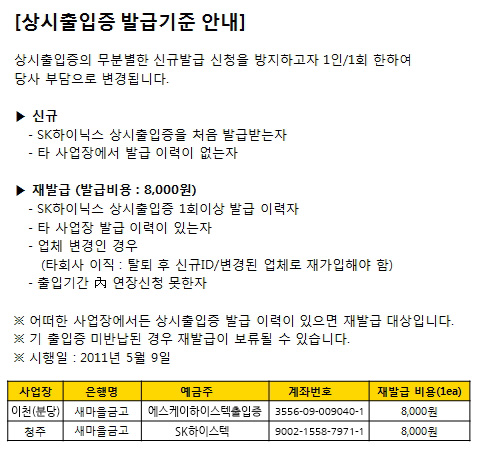 [상시출입증 발급기준 안내]
상시출입증의 무분별한 신규발급 신청을 방지하고자 1인/1회 한하여
당사 부담으로 변경됩니다.
▶ 신규
- SK하이닉스 상시출입증을 처음 발급받는자
- 타 사업장에서 발급 이력이 없는자
▶ 재발급 (발급비용 : 8,000원)
- SK하이닉스 상시출입증 1회이상 발급 이력자
- 타 사업장 발급 이력이 있는자
- 업체 변경인 경우
(타회사 이직 : 탈퇴 후 신규ID/변경된 업체로 재가입해야 함)
- 출입기간 內 연장신청 못한자
※ 어떠한 사업장에서든 상시출입증 발급 이력이 있으면 재발급 대상입니다.
※ 기 출입증 미반납된 경우 재발급이 보류될 수 있습니다.
※ 시행일 : 2011년 5월 9일
사업장 은행명 예금주 계좌번호 재발급 비용(1ea)
이천(분당) 새마을금고 에스케이하이스텍출입증 3556-09-009040-1 8,000원
청주 새마을금고 SK하이스텍 9002-1558-7971-1 8,000원